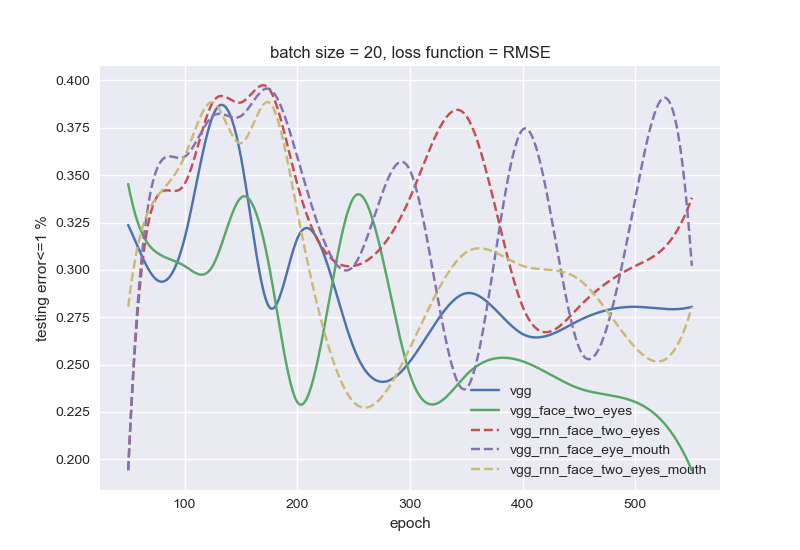 batch size = 20, loss function = RMSE
0.400
0.375
0.350
0.325
0.300
0.275
0.250
0.225
0.200
testing error<=1 %
vgg
vgg_face_two_eyes
vgg_rnn_face_two_eyes
vgg_rnn_face_eye_mouth
vgg_rnn_face_two_eyes_mouth
100 200 300 400 500
epoch